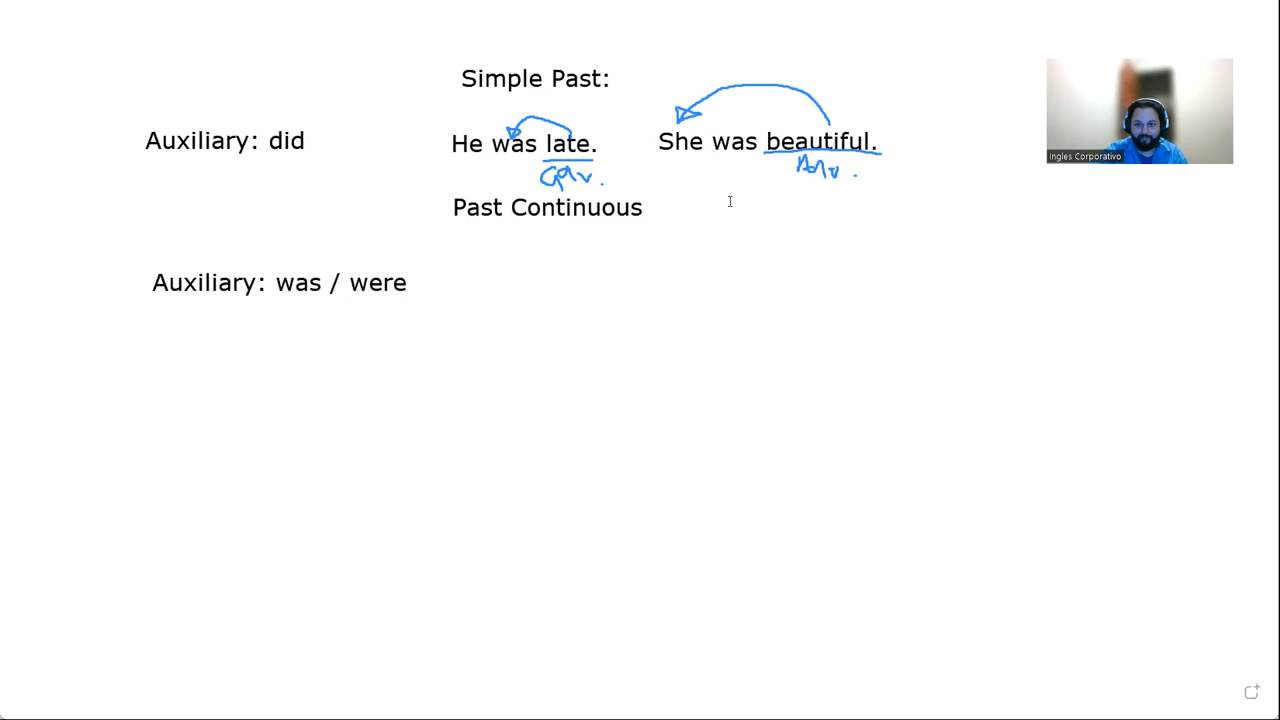 Simple Past:
Auxiliary: did
He was late.
She was beautiful.
Past Continuous
Auxiliary: was / were
Ingles Corporativo